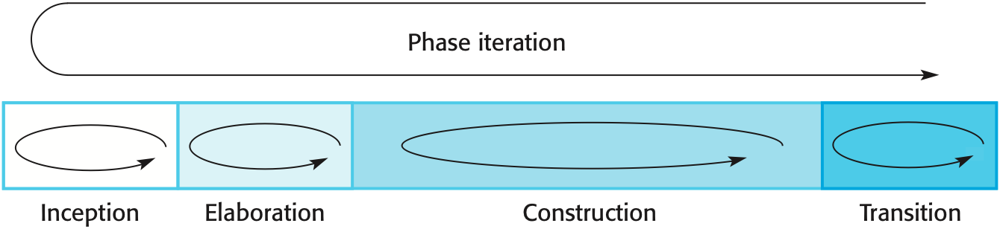 Phase iteration
Inception
Elaboration
Construction
Transition